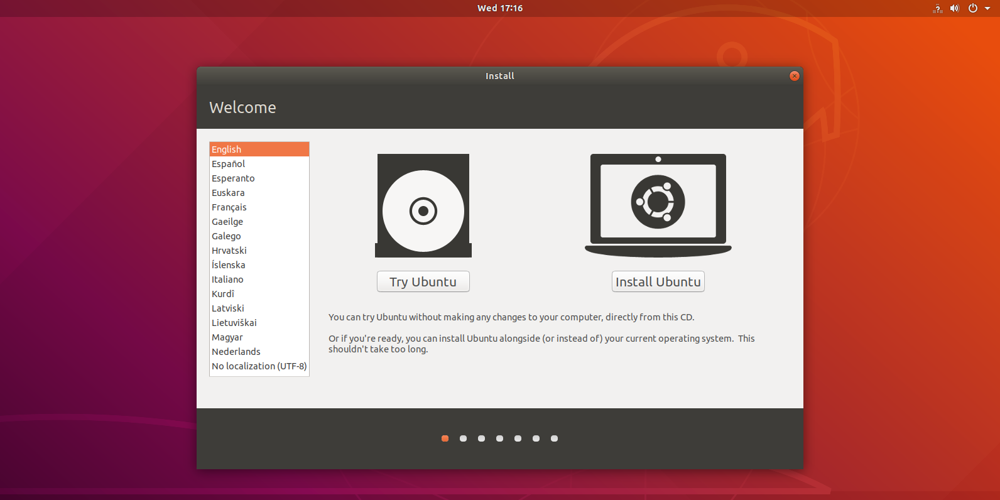 Wed 17:16
?
Install
Welcome
English
Español
Esperanto
Euskara
Français
Gaeilge
Galego
Hrvatski
Íslenska
Italiano
Kurdî
Latviski
Lietuviškai
Magyar
Nederlands
No localization (UTF-8)
Try Ubuntu
Install Ubuntu
You can try Ubuntu without making any changes to your computer, directly from this CD.
Or if you're ready, you can install Ubuntu alongside (or instead of) your current operating system.  This
shouldn't take too long.